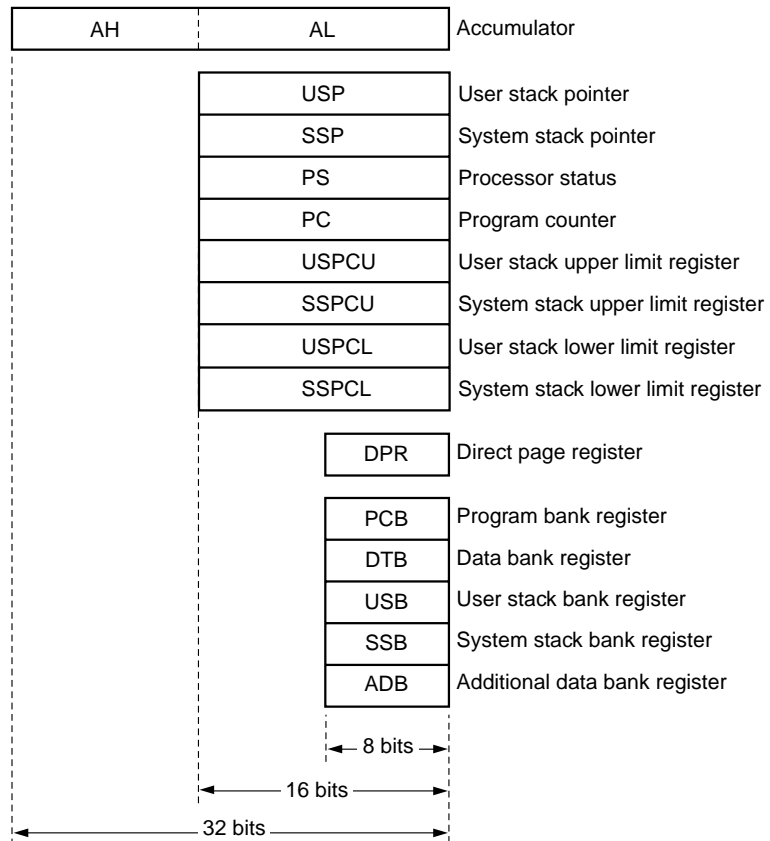 AH AL Accumulator
USP User stack pointer
SSP System stack pointer
PS Processor status
PC Program counter
USPCU User stack upper limit register
SSPCU System stack upper limit register
USPCL User stack lower limit register
SSPCL System stack lower limit register
DPR Direct page register
PCB Program bank register
DTB Data bank register
USB User stack bank register
SSB System stack bank register
ADB Additional data bank register
8 bits
16 bits
32 bits